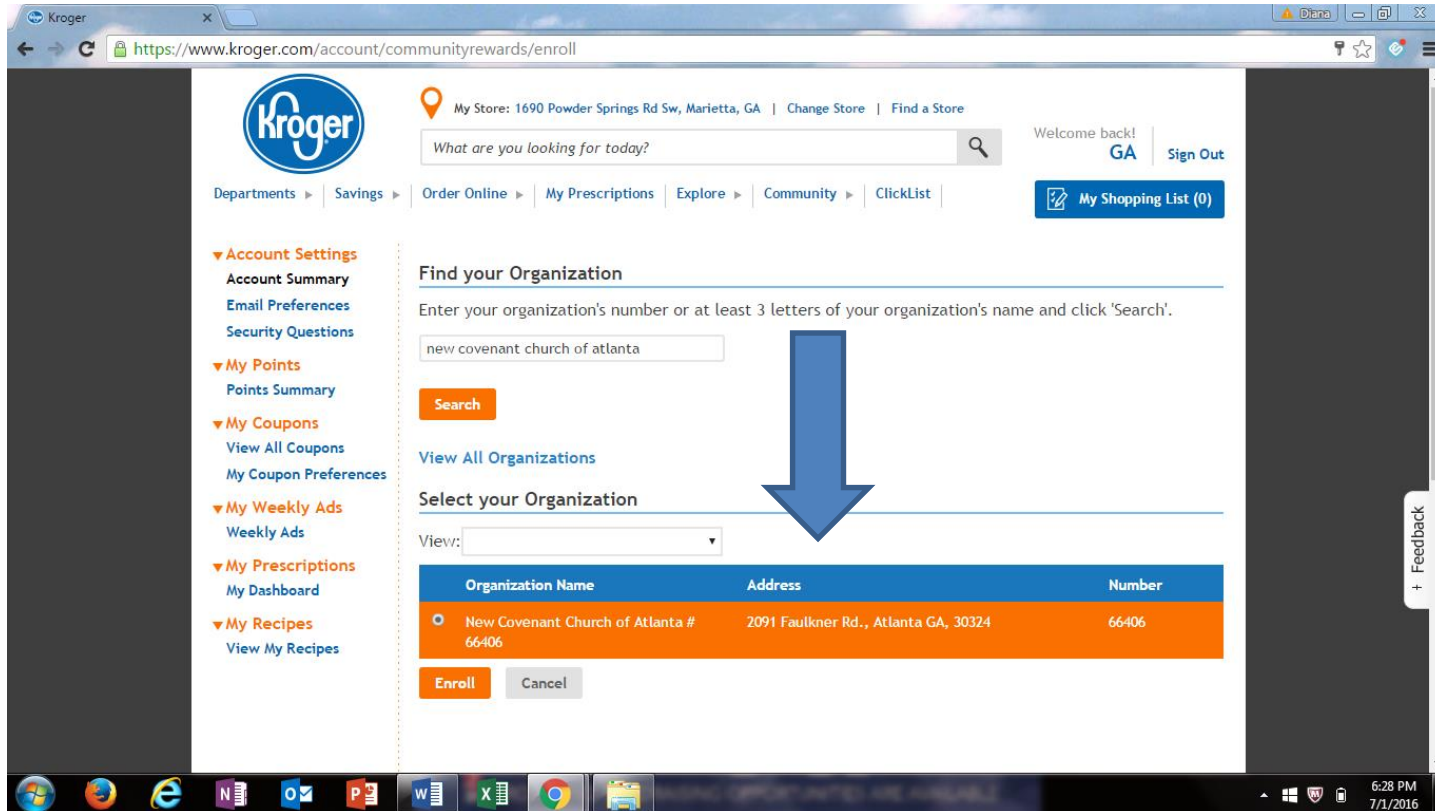 Kroger
Diana
https://www.kroger.com/account/communityrewards/enroll
Kroger
My Store: 1690 Powder Springs Rd Sw, Marietta, GA | Change Store | Find a Store
What are you looking for today?
Welcome back!
GA
Sign Out
Departments Savings Order Online My Prescriptions Explore Community ClickList
My Shopping List (0)
Account Settings
Account Summary
Email Preferences
Security Questions
My Points
Points Summary
My Coupons
View All Coupons
My Coupon Preferences
My Weekly Ads
Weekly Ads
My Prescriptions
My Dashboard
My Recipes
View My Recipes
Find your Organization
Enter your organization's number or at least 3 letters of your organization's name and click 'Search'.
new covenant church of atlanta
Search
View All Organizations
Select your Organization
View:
Organization Name Address Number
New Covenant Church of Atlanta # 2091 Faulkner Rd., Atlanta GA, 30324 66406
66406
Enroll Cancel
+ Feedback
6:28 PM
7/1/2016